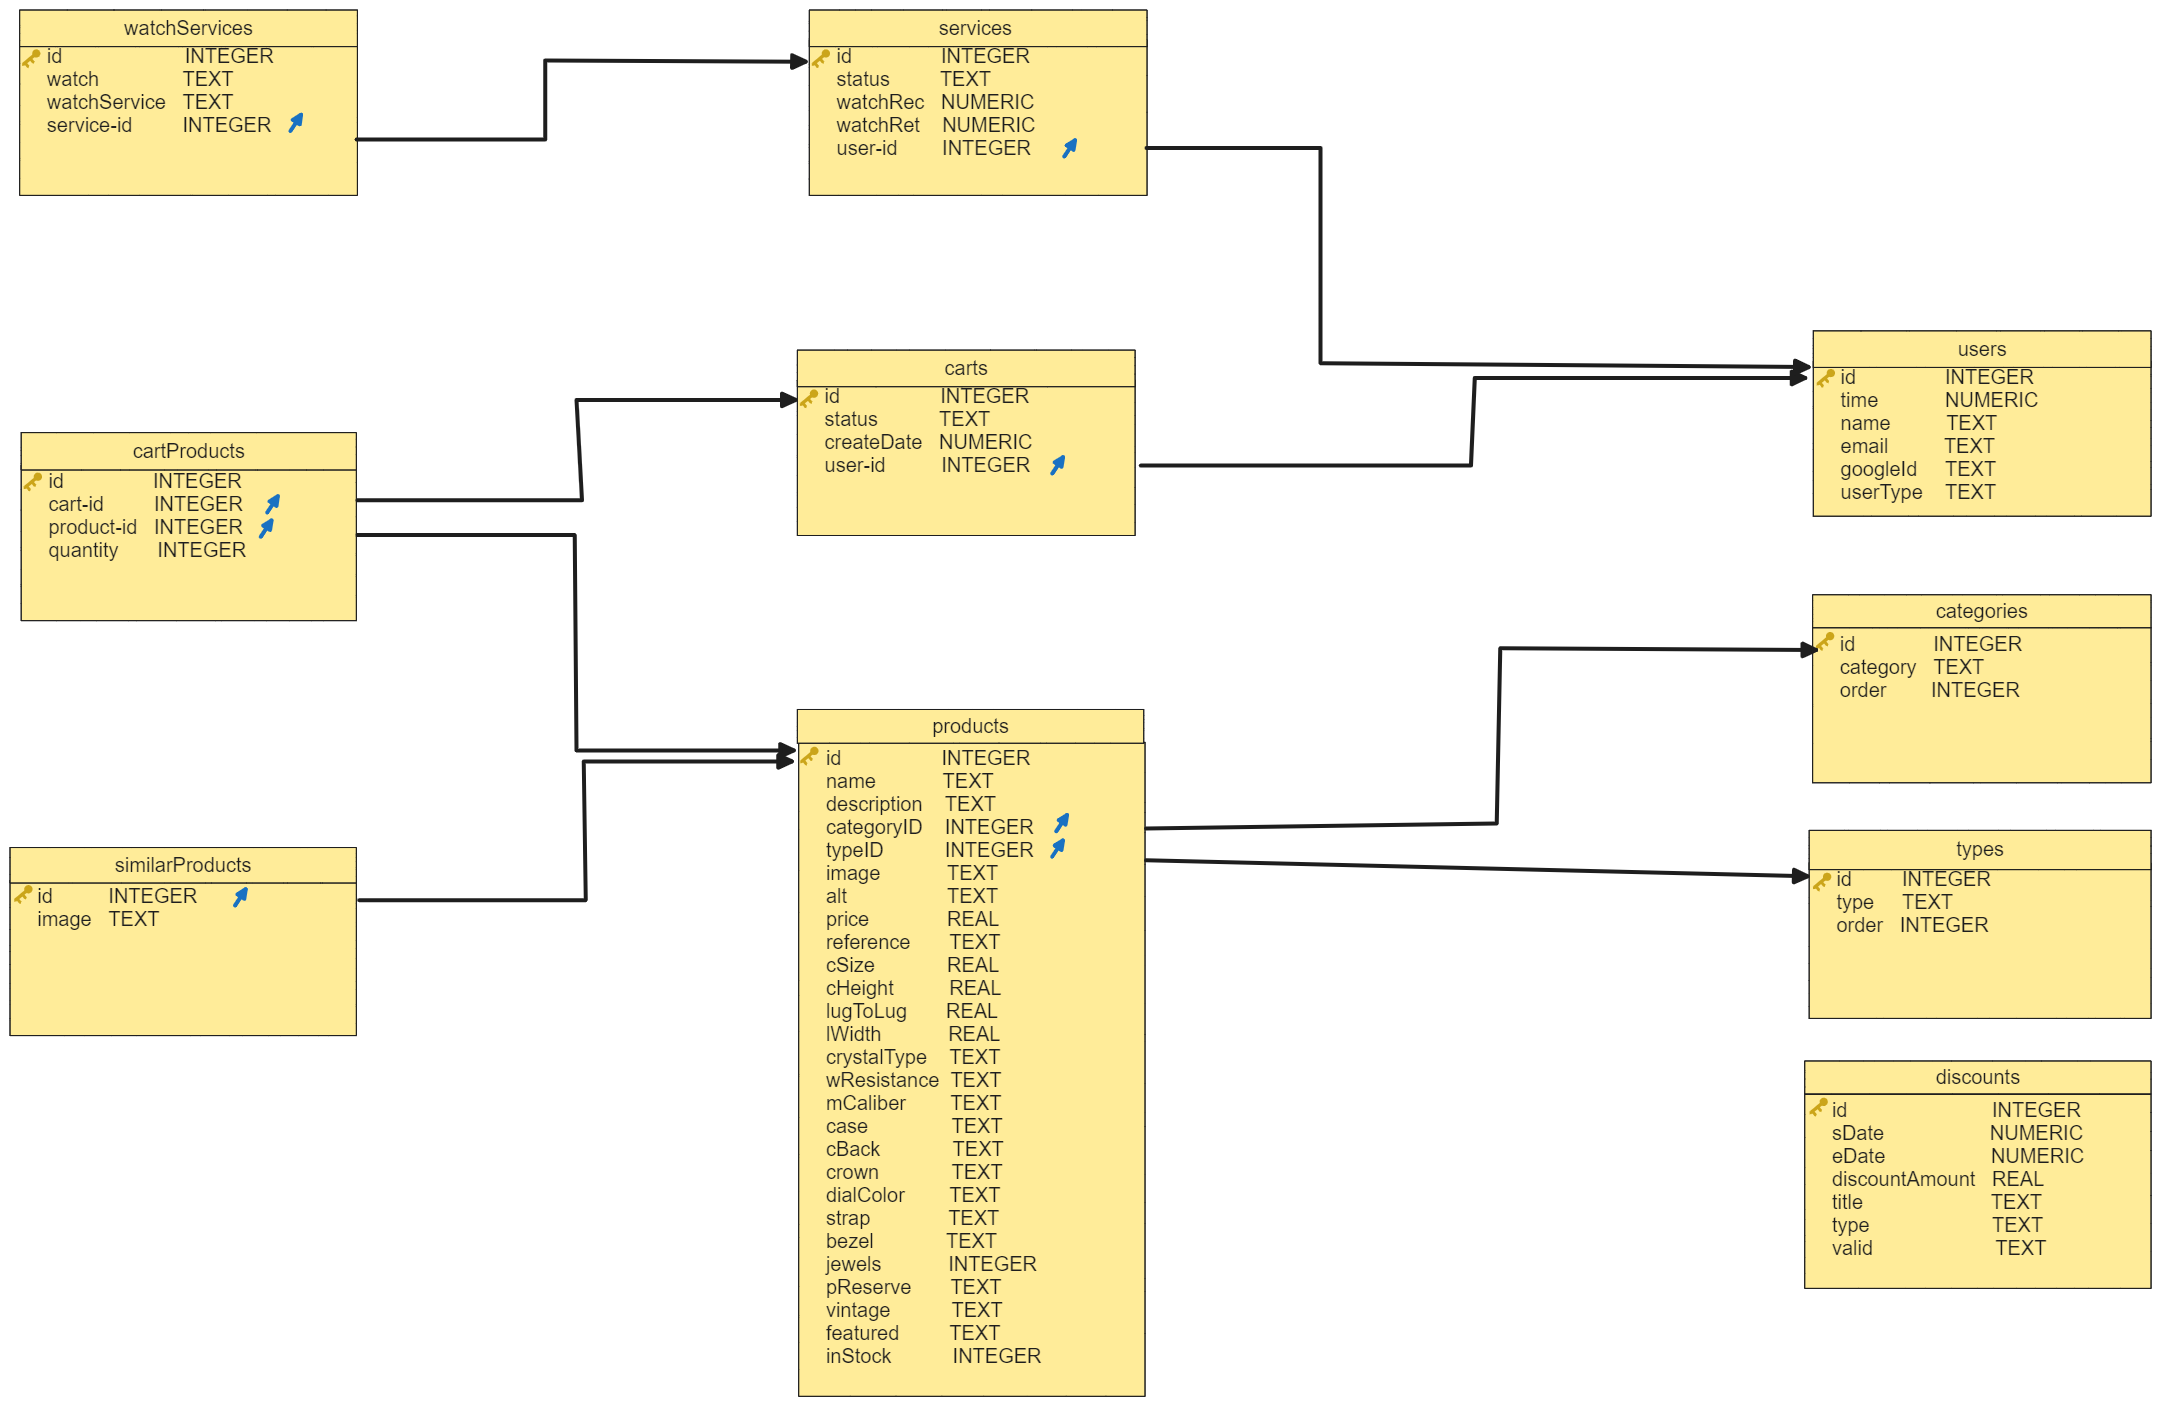 watchServices
id INTEGER
watch TEXT
watchService TEXT
service-id INTEGER
services
id INTEGER
status TEXT
watchRec NUMERIC
watchRet NUMERIC
user-id INTEGER
users
id INTEGER
time NUMERIC
name TEXT
email TEXT
googleId TEXT
userType TEXT
carts
id INTEGER
status TEXT
createDate NUMERIC
user-id INTEGER
cartProducts
id INTEGER
cart-id INTEGER
product-id INTEGER
quantity INTEGER
categories
id INTEGER
category TEXT
order INTEGER
products
id INTEGER
name TEXT
description TEXT
categoryID INTEGER
typeID INTEGER
image TEXT
alt TEXT
price REAL
reference TEXT
cSize REAL
cHeight REAL
lugToLug REAL
lWidth REAL
crystalType TEXT
wResistance TEXT
mCaliber TEXT
case TEXT
cBack TEXT
crown TEXT
dialColor TEXT
strap TEXT
bezel TEXT
jewels INTEGER
pReserve TEXT
vintage TEXT
featured TEXT
inStock INTEGER
similarProducts
id INTEGER
image TEXT
types
id INTEGER
type TEXT
order INTEGER
discounts
id INTEGER
sDate NUMERIC
eDate NUMERIC
discountAmount REAL
title TEXT
type TEXT
valid TEXT